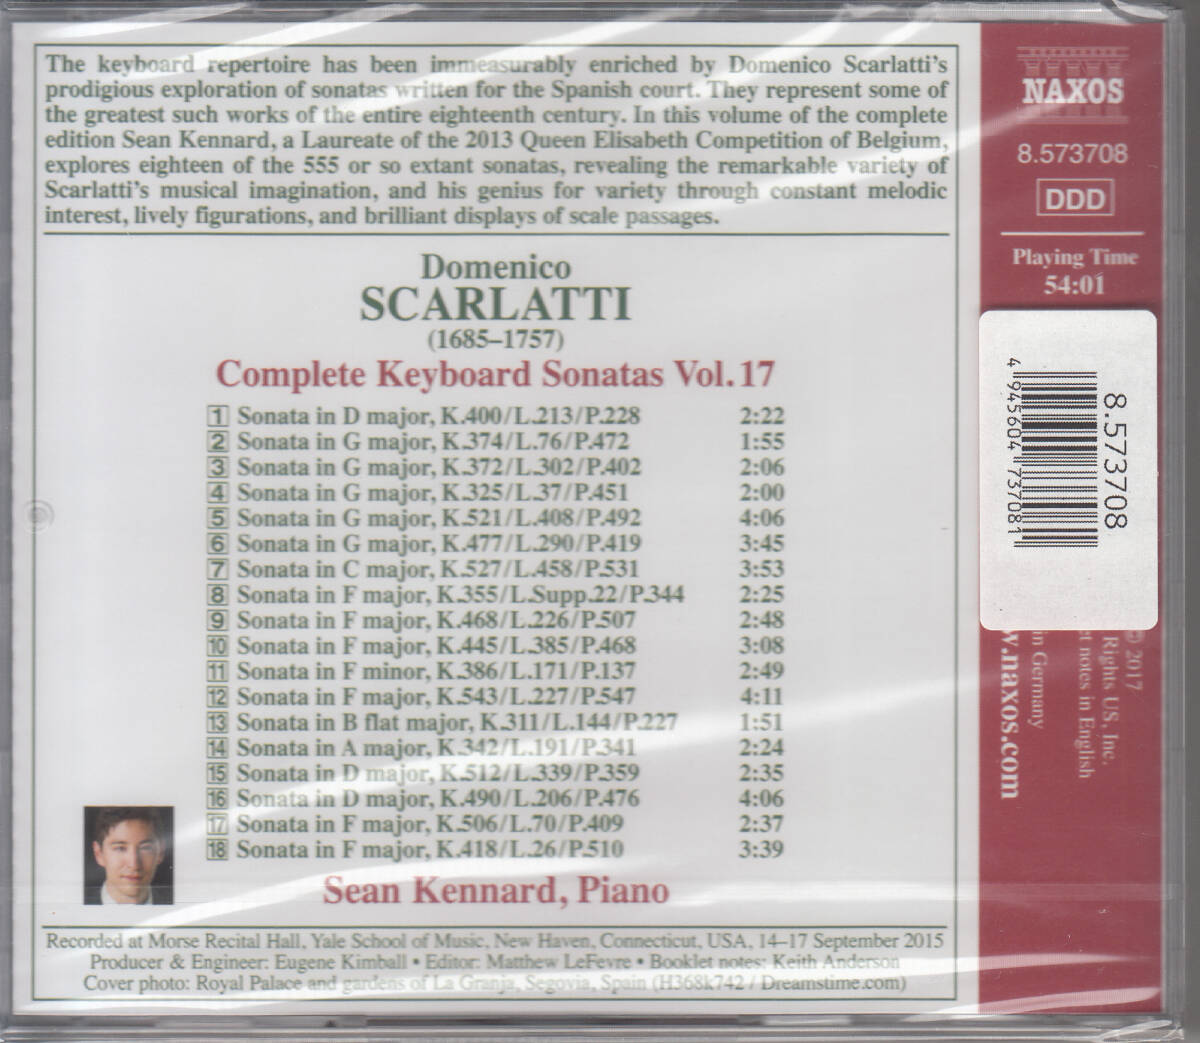 The keyboard repertoire has been immeasurably enriched by Domenico Scarlatti's
prodigious exploration of sonatas written for the Spanish court. They represent some of
the greatest such works of the entire eighteenth century. In this volume of the complete
edition Sean Kennard, a Laureate of the 2013 Queen Elisabeth Competition of Belgium,
explores eighteen of the 555 or so extant sonatas, revealing the remarkable variety of
Scarlatti's musical imagination, and his genius for variety through constant melodic
interest, lively figurations, and brilliant displays of scale passages.
Domenico
SCARLATTI
(1685–1757)
Complete Keyboard Sonatas Vol. 17
1 Sonata in D major, K.400/L.213/P.228 2:22
2 Sonata in G major, K.374/L.76/P.472 1:55
3 Sonata in G major, K.372/L.302/P.402 2:06
4 Sonata in G major, K.325/L.37/P.451 2:00
5 Sonata in G major, K.521/L.408/P.492 4:06
6 Sonata in G major, K.477/L.290/P.419 3:45
7 Sonata in C major, K.527/L.458/P.531 3:53
8 Sonata in F major, K.355/L.Supp.22/P.344 2:25
9 Sonata in F major, K.468/L.226/P.507 2:48
10 Sonata in F major, K.445/L.385/P.468 3:08
11 Sonata in F minor, K.386/L.171/P.137 2:49
12 Sonata in F major, K.543/L.227/P.547 4:11
13 Sonata in B flat major, K.311/L.144/P.227 1:51
14 Sonata in A major, K.342/L.191/P.341 2:24
15 Sonata in D major, K.512/L.339/P.359 2:35
16 Sonata in D major, K.490/L.206/P.476 4:06
17 Sonata in F major, K.506/L.70/P.409 2:37
18 Sonata in F major, K.418/L.26/P.510 3:39
Sean Kennard, Piano
Recorded at Morse Recital Hall, Yale School of Music, New Haven, Connecticut, USA, 14–17 September 2015
Producer & Engineer: Eugene Kimball • Editor: Matthew LeFevre • Booklet notes: Keith Anderson
Cover photo: Royal Palace and gardens of La Granja, Segovia, Spain (H368k742 / Dreamstime.com)
NAXOS
8.573708
DDD
Playing Time
54:01
8.573708
4 945604 737081
© 2017
Rights US, Inc.
notes in English
in Germany
.naxos.com